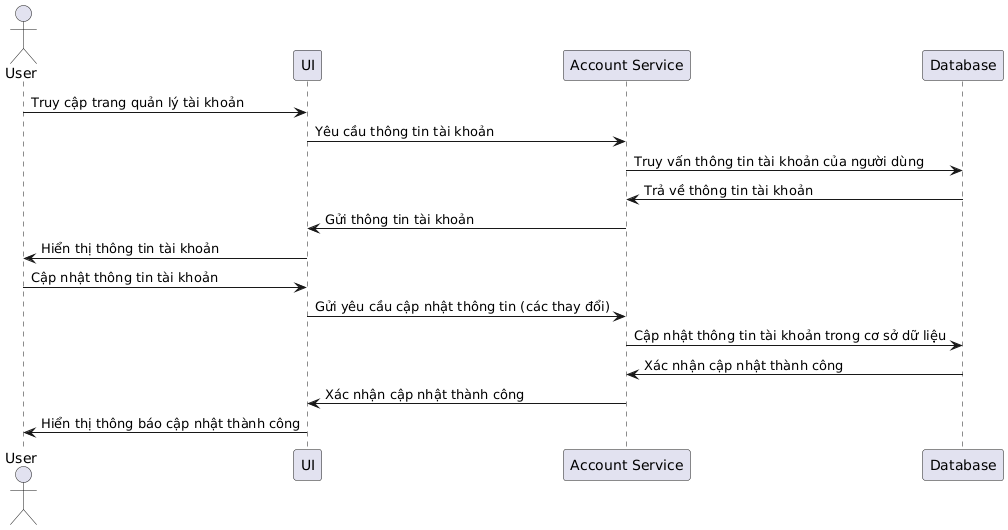 User
UI
Account Service
Database
Truy cập trang quản lý tài khoản
Yêu cầu thông tin tài khoản
Truy vấn thông tin tài khoản của người dùng
Trả về thông tin tài khoản
Gửi thông tin tài khoản
Hiển thị thông tin tài khoản
Cập nhật thông tin tài khoản
Gửi yêu cầu cập nhật thông tin (các thay đổi)
Cập nhật thông tin tài khoản trong cơ sở dữ liệu
Xác nhận cập nhật thành công
Xác nhận cập nhật thành công
Hiển thị thông báo cập nhật thành công
User
UI
Account Service
Database